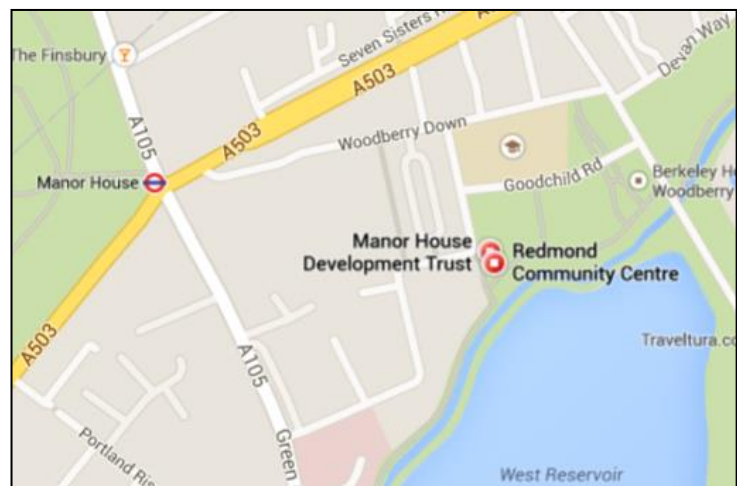 The Finsbury
Seven Sisters R
Devan Way
A503
A105
A503
Woodberry Down
Manor House
Goodchild Rd
Berkeley Ho
Woodberry
Manor House
Development Trust
Redmond
Community Centre
A503
A105
Traveltura.co
Portland Ris
Green
West Reservoir